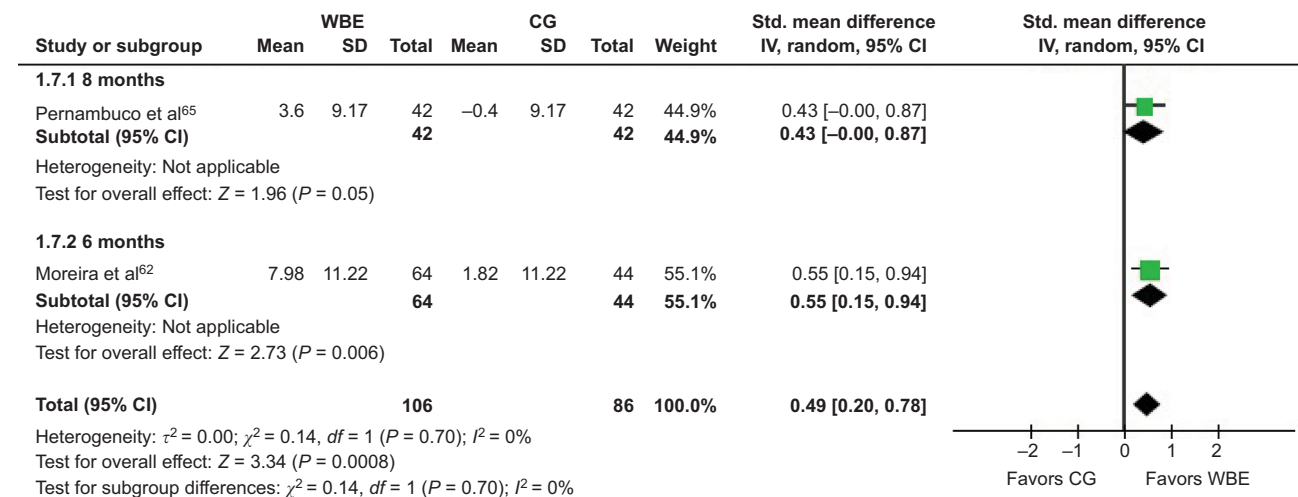 WBE CG Std. mean difference Std. mean difference
Study or subgroup Mean SD Total Mean SD Total Weight IV, random, 95% CI IV, random, 95% CI
1.7.1 8 months
Pernambuco et al⁶⁵ 3.6 9.17 42 –0.4 9.17 42 44.9% 0.43 [–0.00, 0.87]
Subtotal (95% CI) 42 42 44.9% 0.43 [–0.00, 0.87]
Heterogeneity: Not applicable
Test for overall effect: Z = 1.96 (P = 0.05)
1.7.2 6 months
Moreira et al⁶² 7.98 11.22 64 1.82 11.22 44 55.1% 0.55 [0.15, 0.94]
Subtotal (95% CI) 64 44 55.1% 0.55 [0.15, 0.94]
Heterogeneity: Not applicable
Test for overall effect: Z = 2.73 (P = 0.006)
Total (95% CI) 106 86 100.0% 0.49 [0.20, 0.78]
Heterogeneity: τ² = 0.00; χ² = 0.14, df = 1 (P = 0.70); I² = 0%
Test for overall effect: Z = 3.34 (P = 0.0008)
Test for subgroup differences: χ² = 0.14, df = 1 (P = 0.70); I² = 0%
–2 –1 0 1 2
Favors CG Favors WBE